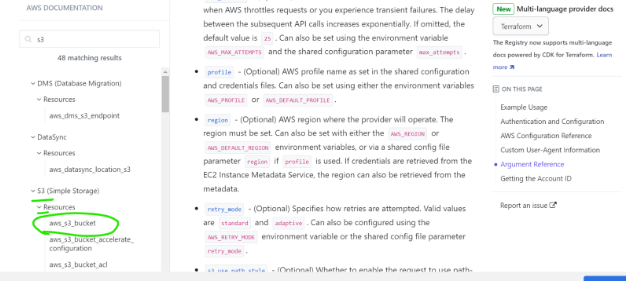 AWS DOCUMENTATION
s3
48 matching results
DMS (Database Migration)
Resources
aws_dms_s3_endpoint
DataSync
Resources
aws_datasync_location_s3
S3 (Simple Storage)
Resources
aws_s3_bucket
aws_s3_bucket_accelerate_
configuration
aws_s3_bucket_acl
when AWS throttles requests or you experience transient failures. The delay
between the subsequent API calls increases exponentially. If omitted, the
default value is 25 . Can also be set using the environment variable
AWS_MAX_ATTEMPTS and the shared configuration parameter max_attempts .
profile - (Optional) AWS profile name as set in the shared configuration
and credentials files. Can also be set using either the environment variables
AWS_PROFILE or AWS_DEFAULT_PROFILE .
region - (Optional) AWS region where the provider will operate. The
region must be set. Can also be set with either the AWS_REGION or
AWS_DEFAULT_REGION environment variables, or via a shared config file
parameter region if profile is used. If credentials are retrieved from the
EC2 Instance Metadata Service, the region can also be retrieved from the
metadata.
retry_mode - (Optional) Specifies how retries are attempted. Valid values
are standard and adaptive . Can also be configured using the
AWS_RETRY_MODE environment variable or the shared config file parameter
retry_mode .
s3_use_path_style - (Optional) Whether to enable the request to use path-
New Multi-language provider docs
Terraform
The Registry now supports multi-language
docs powered by CDK for Terraform. Learn
more
ON THIS PAGE
Example Usage
Authentication and Configuration
AWS Configuration Reference
Custom User-Agent Information
Argument Reference
Getting the Account ID
Report an issue